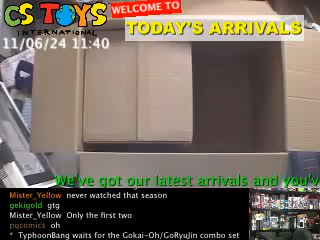 CS TOYS
INTERNATIONAL
WELCOME TO
TODAY'S ARRIVALS
11/06/24 11:40
We've got our latest arrivals and you'v
Mister_Yellow never watched that season
gekigold gtg
Mister_Yellow Only the first two
pqcomics oh
* TyphoonBang waits for the Gokai-Oh/GoRyuJin combo set